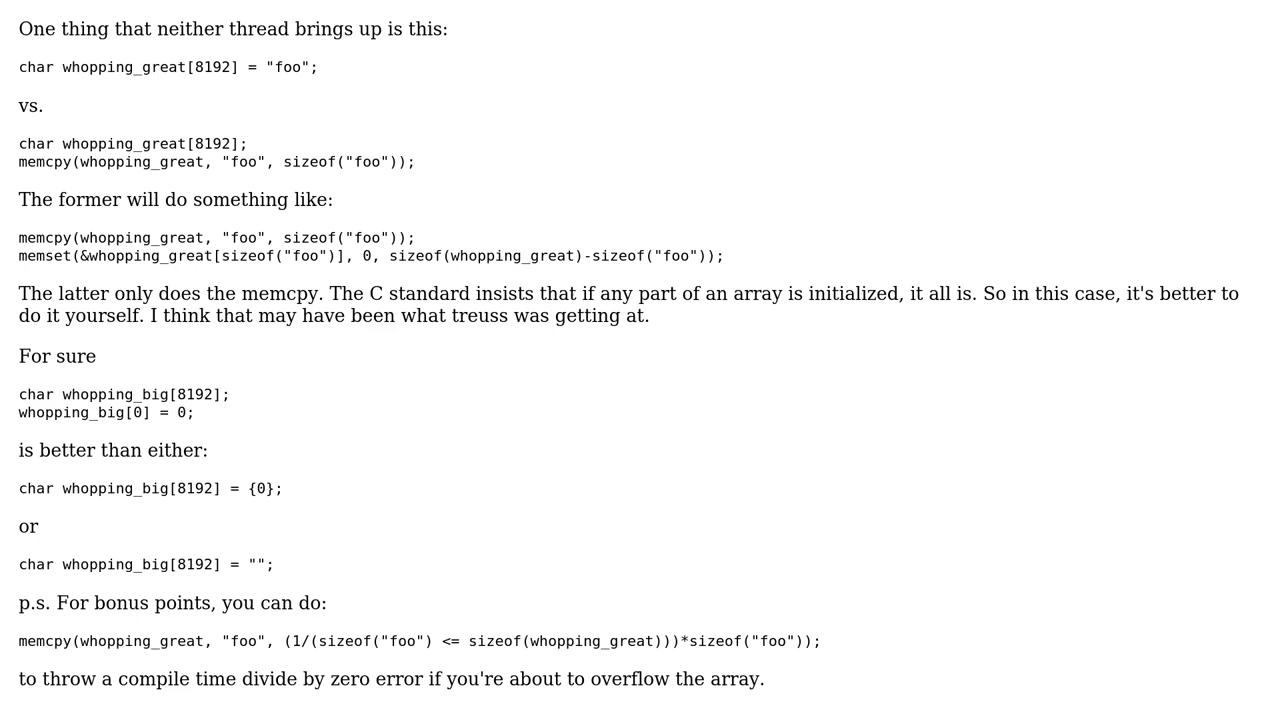 One thing that neither thread brings up is this:
char whopping_great[8192] = "foo";
vs.
char whopping_great[8192];
memcpy(whopping_great, "foo", sizeof("foo"));
The former will do something like:
memcpy(whopping_great, "foo", sizeof("foo"));
memset(&whopping_great[sizeof("foo")], 0, sizeof(whopping_great)-sizeof("foo"));
The latter only does the memcpy. The C standard insists that if any part of an array is initialized, it all is. So in this case, it's better to
do it yourself. I think that may have been what treuss was getting at.
For sure
char whopping_big[8192];
whopping_big[0] = 0;
is better than either:
char whopping_big[8192] = {0};
or
char whopping_big[8192] = "";
p.s. For bonus points, you can do:
memcpy(whopping_great, "foo", (1/(sizeof("foo") <= sizeof(whopping_great)))*sizeof("foo"));
to throw a compile time divide by zero error if you're about to overflow the array.